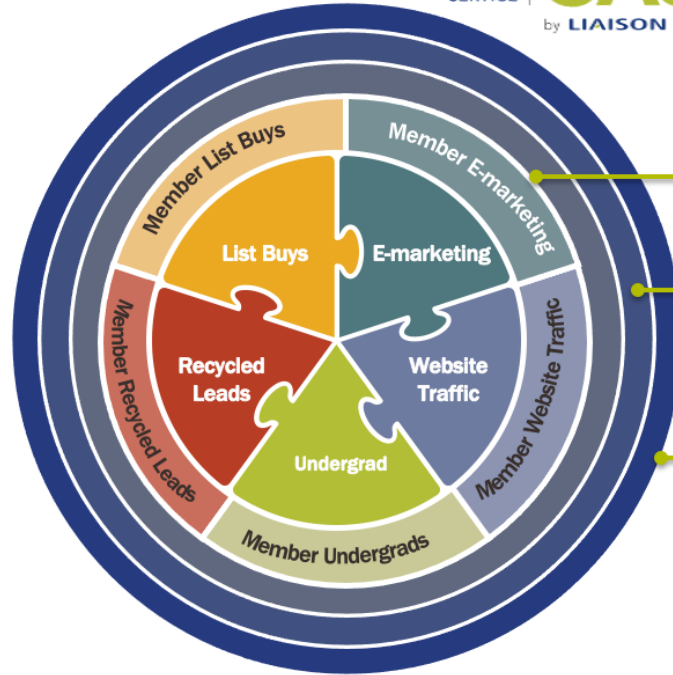 SERVICE
by LIAISON
Member List Buys
Member E-marketing
List Buys
E-marketing
Recycled
Leads
Website
Traffic
Undergrad
Member Recycled Leads
Member Website Traffic
Member Undergrads